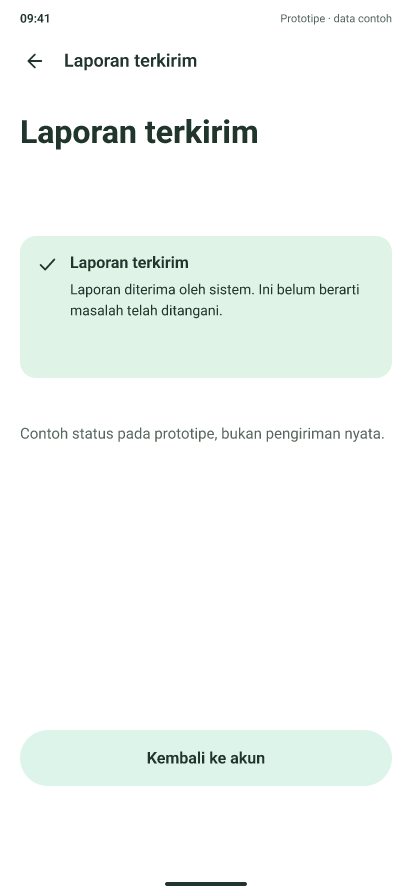 09:41
Prototipe · data contoh
Laporan terkirim
Laporan terkirim
Laporan terkirim
Laporan diterima oleh sistem. Ini belum berarti
masalah telah ditangani.
Contoh status pada prototipe, bukan pengiriman nyata.
Kembali ke akun